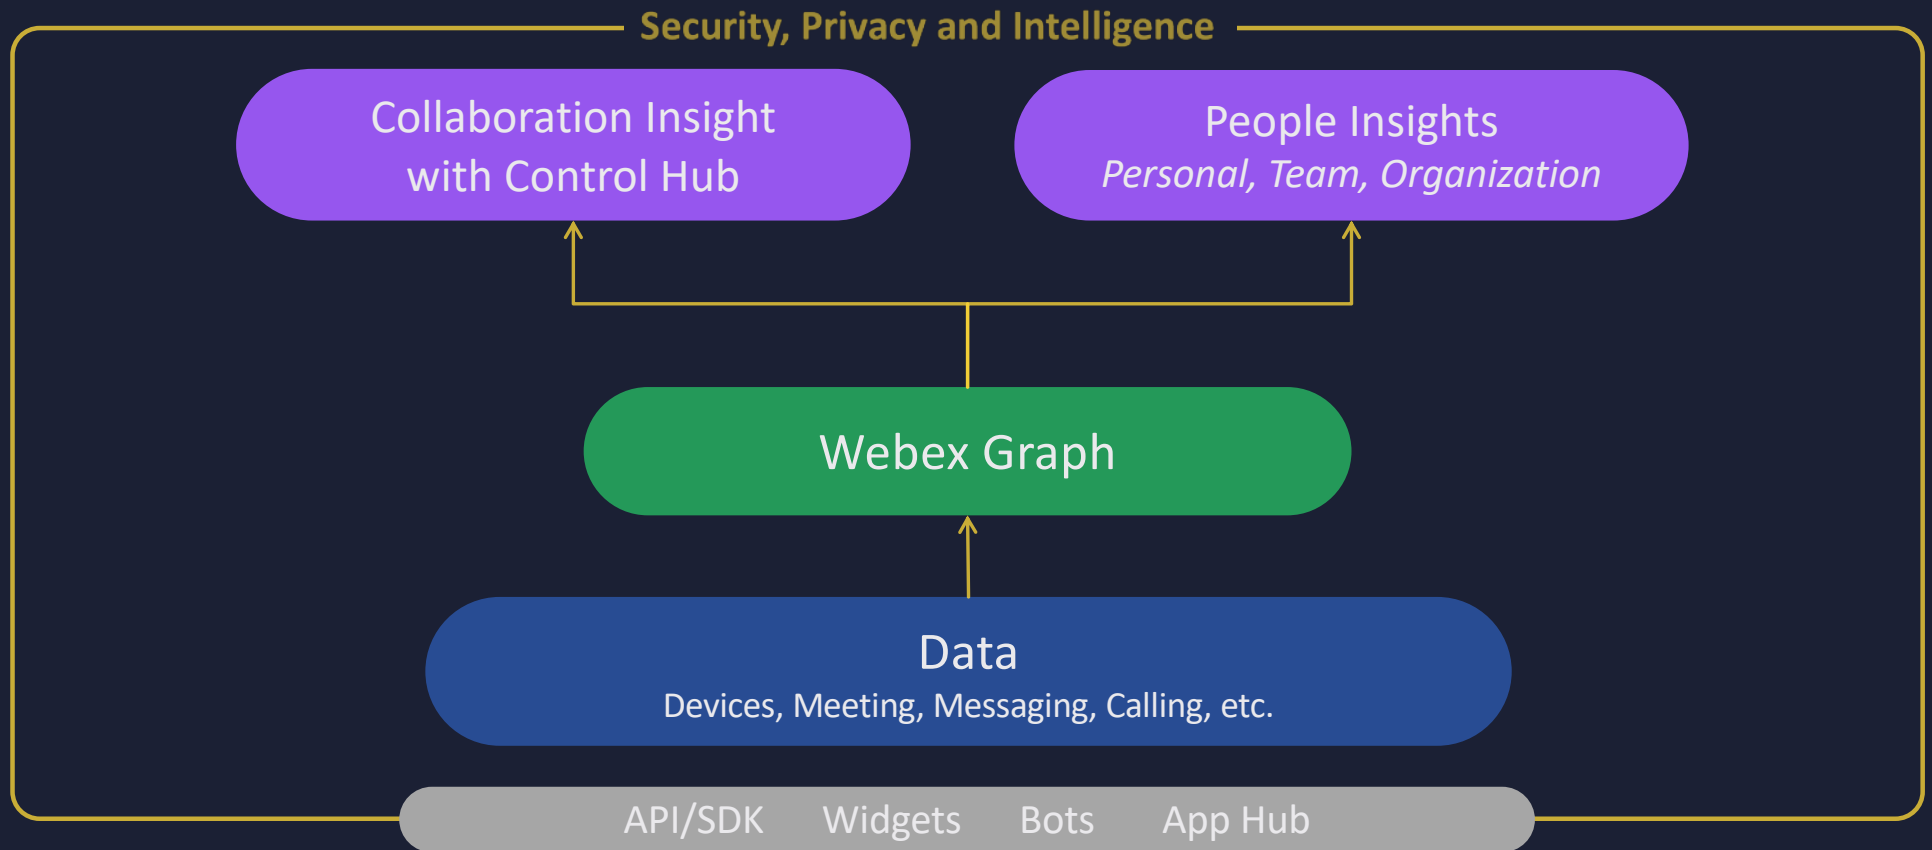 Security, Privacy and Intelligence
Collaboration Insight
with Control Hub
People Insights
Personal, Team, Organization
Webex Graph
Data
Devices, Meeting, Messaging, Calling, etc.
API/SDK Widgets Bots App Hub